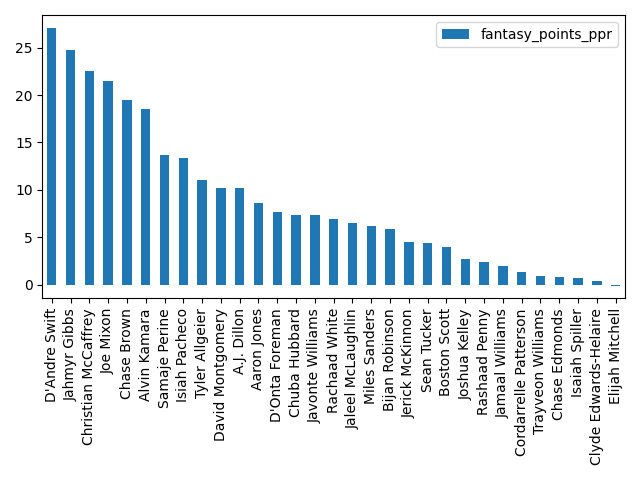 fantasy_points_ppr
25
20
15
10
5
0
D'Andre Swift
Jahmyr Gibbs
Christian McCaffrey
Joe Mixon
Chase Brown
Alvin Kamara
Samaje Perine
Isiah Pacheco
Tyler Allgeier
David Montgomery
A.J. Dillon
Aaron Jones
D'Onta Foreman
Chuba Hubbard
Javonte Williams
Rachaad White
Jaleel McLaughlin
Miles Sanders
Bijan Robinson
Jerick McKinnon
Sean Tucker
Boston Scott
Joshua Kelley
Rashaad Penny
Jamaal Williams
Cordarrelle Patterson
Trayveon Williams
Chase Edmonds
Isaiah Spiller
Clyde Edwards-Helaire
Elijah Mitchell